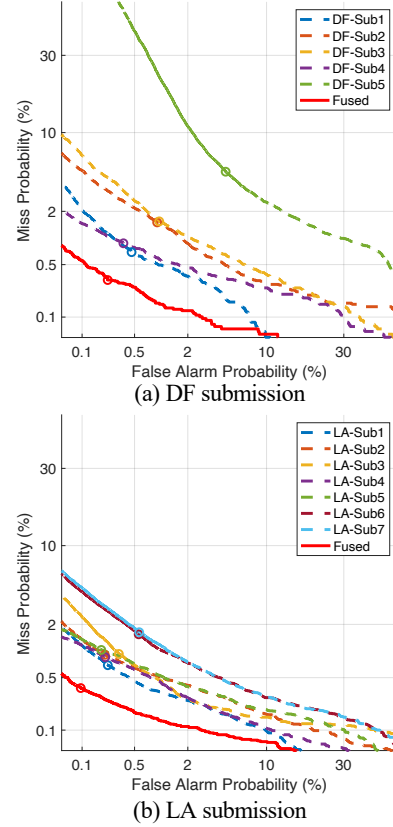 30
10
2
0.5
0.1
Miss Probability (%)
DF-Sub1
DF-Sub2
DF-Sub3
DF-Sub4
DF-Sub5
Fused
0.1 0.5 2 10 30
False Alarm Probability (%)
(a) DF submission
30
10
2
0.5
0.1
Miss Probability (%)
LA-Sub1
LA-Sub2
LA-Sub3
LA-Sub4
LA-Sub5
LA-Sub6
LA-Sub7
Fused
0.1 0.5 2 10 30
False Alarm Probability (%)
(b) LA submission